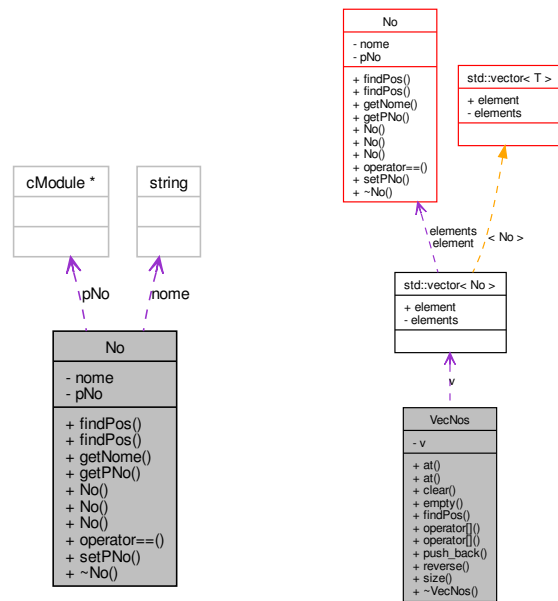 cModule *
string
pNo
nome
No
- nome
- pNo
+ findPos()
+ findPos()
+ getNome()
+ getPNo()
+ No()
+ No()
+ No()
+ operator==()
+ setPNo()
+ ~No()
No
- nome
- pNo
+ findPos()
+ findPos()
+ getNome()
+ getPNo()
+ No()
+ No()
+ No()
+ operator==()
+ setPNo()
+ ~No()
std::vector< T >
+ element
- elements
elements
element
< No >
std::vector< No >
+ element
- elements
v
VecNos
- v
+ at()
+ at()
+ clear()
+ empty()
+ findPos()
+ operator[]()
+ operator[]()
+ push_back()
+ reverse()
+ size()
+ ~VecNos()